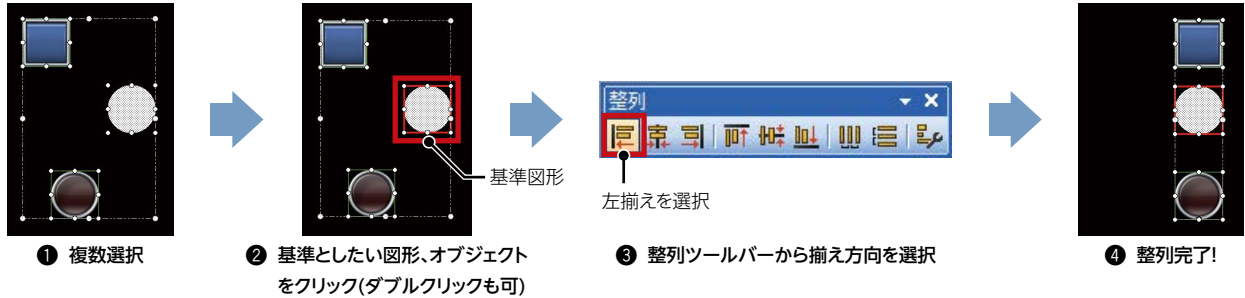 整列
基準図形
左揃えを選択
❶ 複数選択
❷ 基準としたい図形、オブジェクト
をクリック(ダブルクリックも可)
❸ 整列ツールバーから揃え方向を選択
❹ 整列完了!